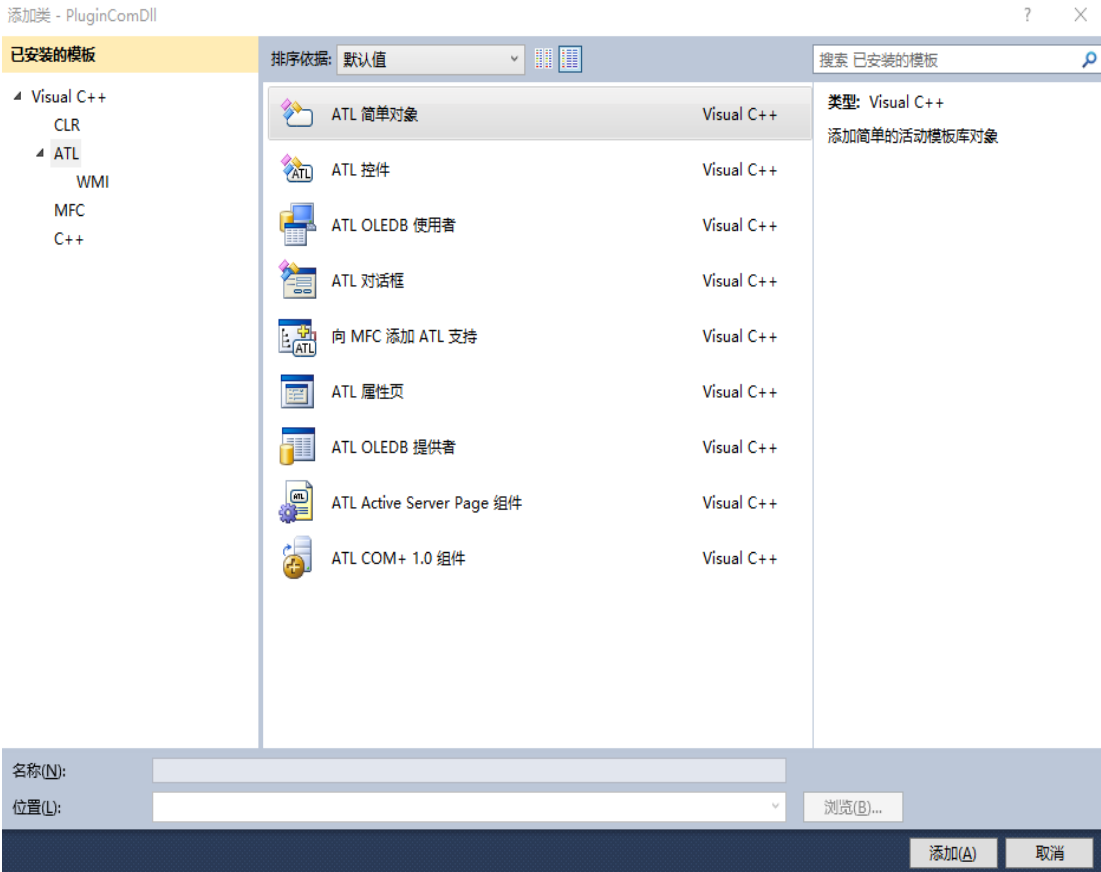 添加类 - PluginComDll
?
已安装的模板
排序依据: 默认值
搜索 已安装的模板
Visual C++
CLR
ATL
WMI
MFC
C++
ATL 简单对象 Visual C++
ATL 控件 Visual C++
ATL OLEDB 使用者 Visual C++
ATL 对话框 Visual C++
向 MFC 添加 ATL 支持 Visual C++
ATL 属性页 Visual C++
ATL OLEDB 提供者 Visual C++
ATL Active Server Page 组件 Visual C++
ATL COM+ 1.0 组件 Visual C++
类型: Visual C++
添加简单的活动模板库对象
名称(N):
位置(L):
浏览(B)...
添加(A)
取消